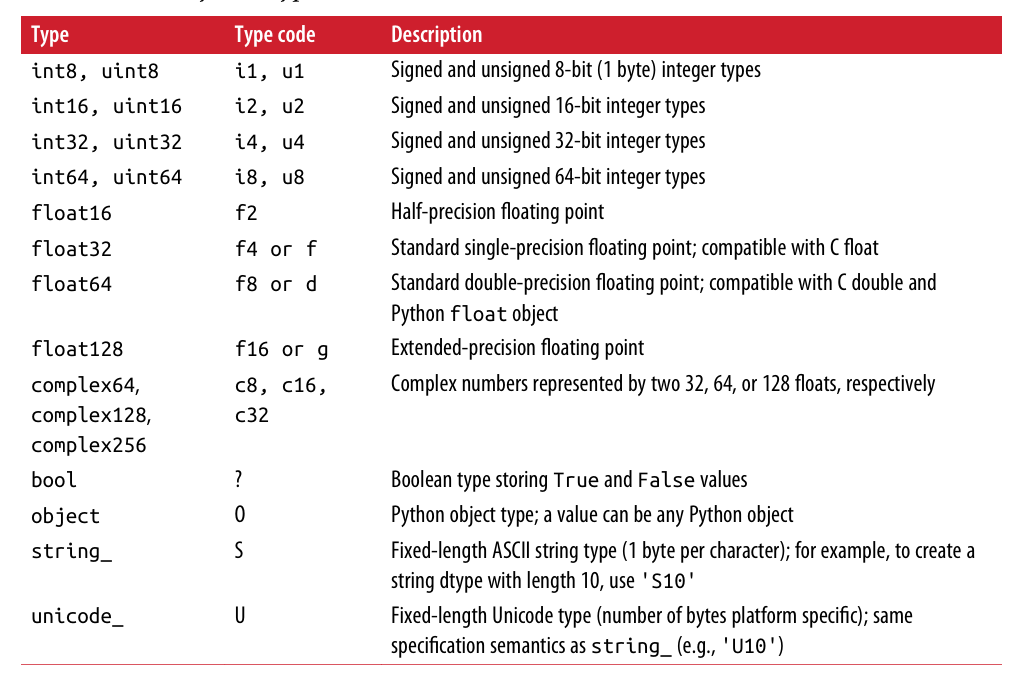 Type Type code Description
int8, uint8 i1, u1 Signed and unsigned 8-bit (1 byte) integer types
int16, uint16 i2, u2 Signed and unsigned 16-bit integer types
int32, uint32 i4, u4 Signed and unsigned 32-bit integer types
int64, uint64 i8, u8 Signed and unsigned 64-bit integer types
float16 f2 Half-precision floating point
float32 f4 or f Standard single-precision floating point; compatible with C float
float64 f8 or d Standard double-precision floating point; compatible with C double and
Python float object
float128 f16 or g Extended-precision floating point
complex64, c8, c16, Complex numbers represented by two 32, 64, or 128 floats, respectively
complex128, c32
complex256
bool ? Boolean type storing True and False values
object O Python object type; a value can be any Python object
string_ S Fixed-length ASCII string type (1 byte per character); for example, to create a
string dtype with length 10, use 'S10'
unicode_ U Fixed-length Unicode type (number of bytes platform specific); same
specification semantics as string_ (e.g., 'U10')